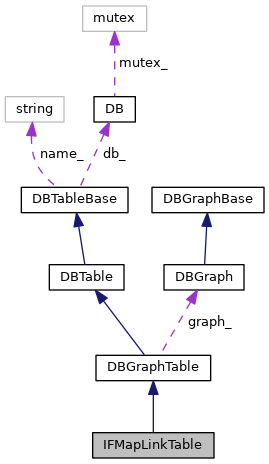 mutex
mutex_
string
DB
name_
db_
DBTableBase
DBGraphBase
DBTable
DBGraph
graph_
DBGraphTable
IFMapLinkTable